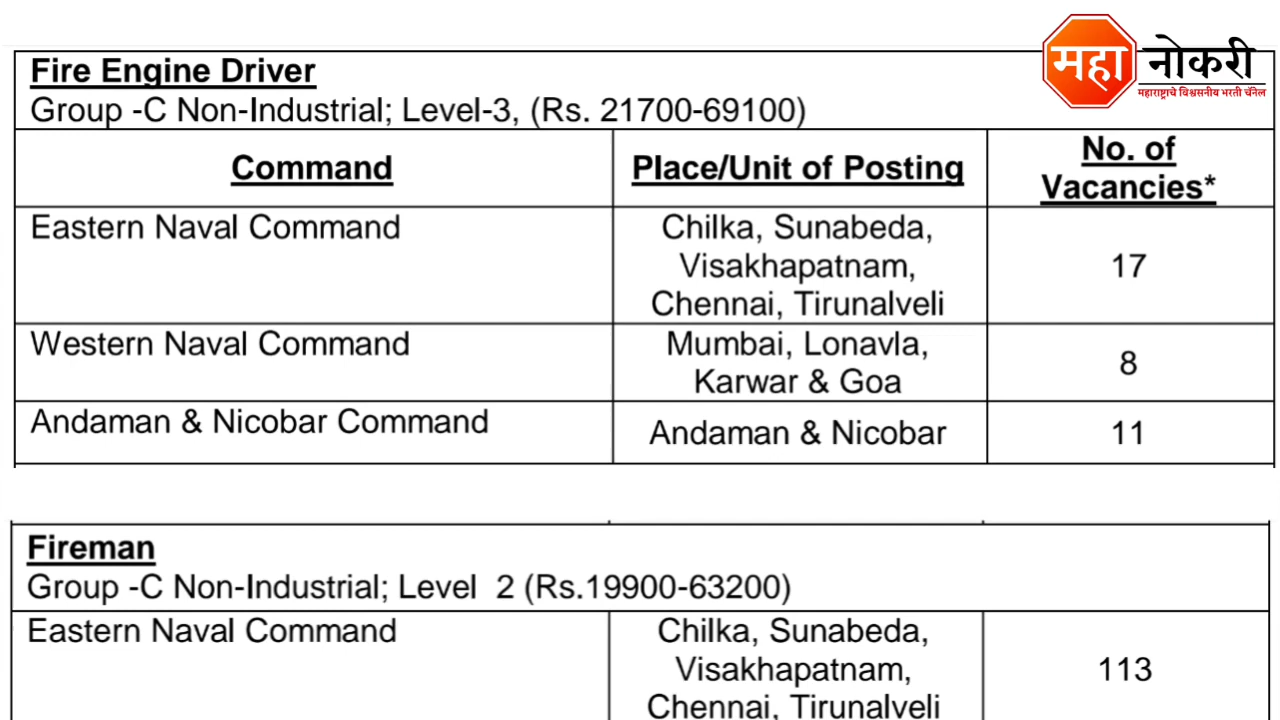 महा नोकरी
महाराष्ट्राचे विश्वसनीय भरती चॅनेल
Fire Engine Driver
Group -C Non-Industrial; Level-3, (Rs. 21700-69100)
Command
Place/Unit of Posting
No. of
Vacancies*
Eastern Naval Command
Chilka, Sunabeda,
Visakhapatnam,
Chennai, Tirunalveli
17
Western Naval Command
Mumbai, Lonavla,
Karwar & Goa
8
Andaman & Nicobar Command
Andaman & Nicobar
11
Fireman
Group -C Non-Industrial; Level 2 (Rs.19900-63200)
Eastern Naval Command
Chilka, Sunabeda,
Visakhapatnam,
Chennai, Tirunalveli
113